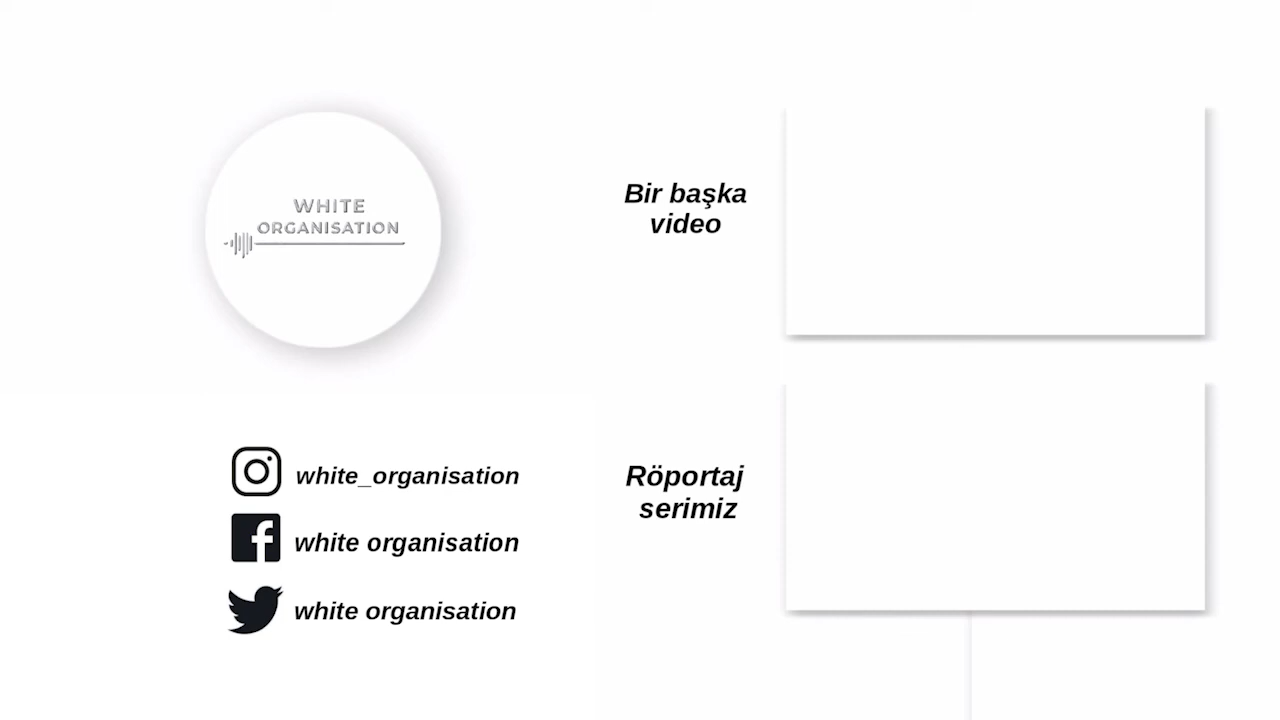 WHITE
ORGANISATION
white_organisation
white organisation
white organisation
Bir başka
video
Röportaj
serimiz